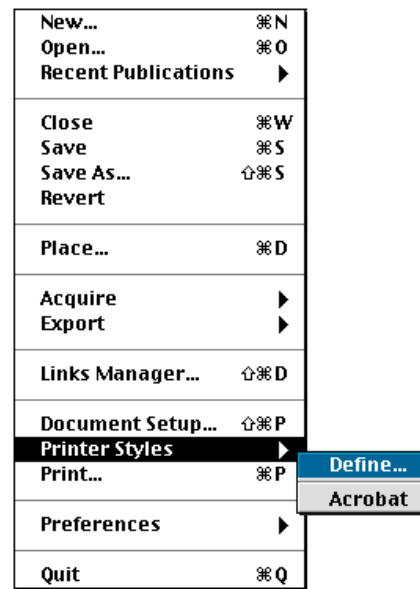 New... ⌘N
Open... ⌘O
Recent Publications ▶
Close ⌘W
Save ⌘S
Save As... ⇧⌘S
Revert
Place... ⌘D
Acquire ▶
Export ▶
Links Manager... ⇧⌘D
Document Setup... ⇧⌘P
Printer Styles ▶
Define...
Print... ⌘P
Acrobat
Preferences ▶
Quit ⌘Q